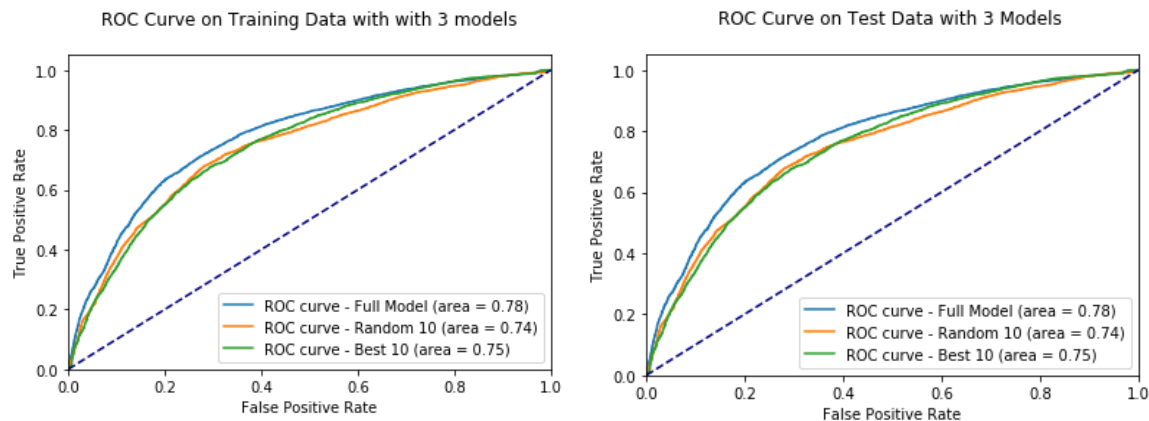 ROC Curve on Training Data with with 3 models
1.0
0.8
0.6
0.4
0.2
0.0
True Positive Rate
ROC curve - Full Model (area = 0.78)
ROC curve - Random 10 (area = 0.74)
ROC curve - Best 10 (area = 0.75)
0.0 0.2 0.4 0.6 0.8 1.0
False Positive Rate
ROC Curve on Test Data with 3 Models
1.0
0.8
0.6
0.4
0.2
0.0
True Positive Rate
ROC curve - Full Model (area = 0.78)
ROC curve - Random 10 (area = 0.74)
ROC curve - Best 10 (area = 0.75)
0.0 0.2 0.4 0.6 0.8 1.0
False Positive Rate